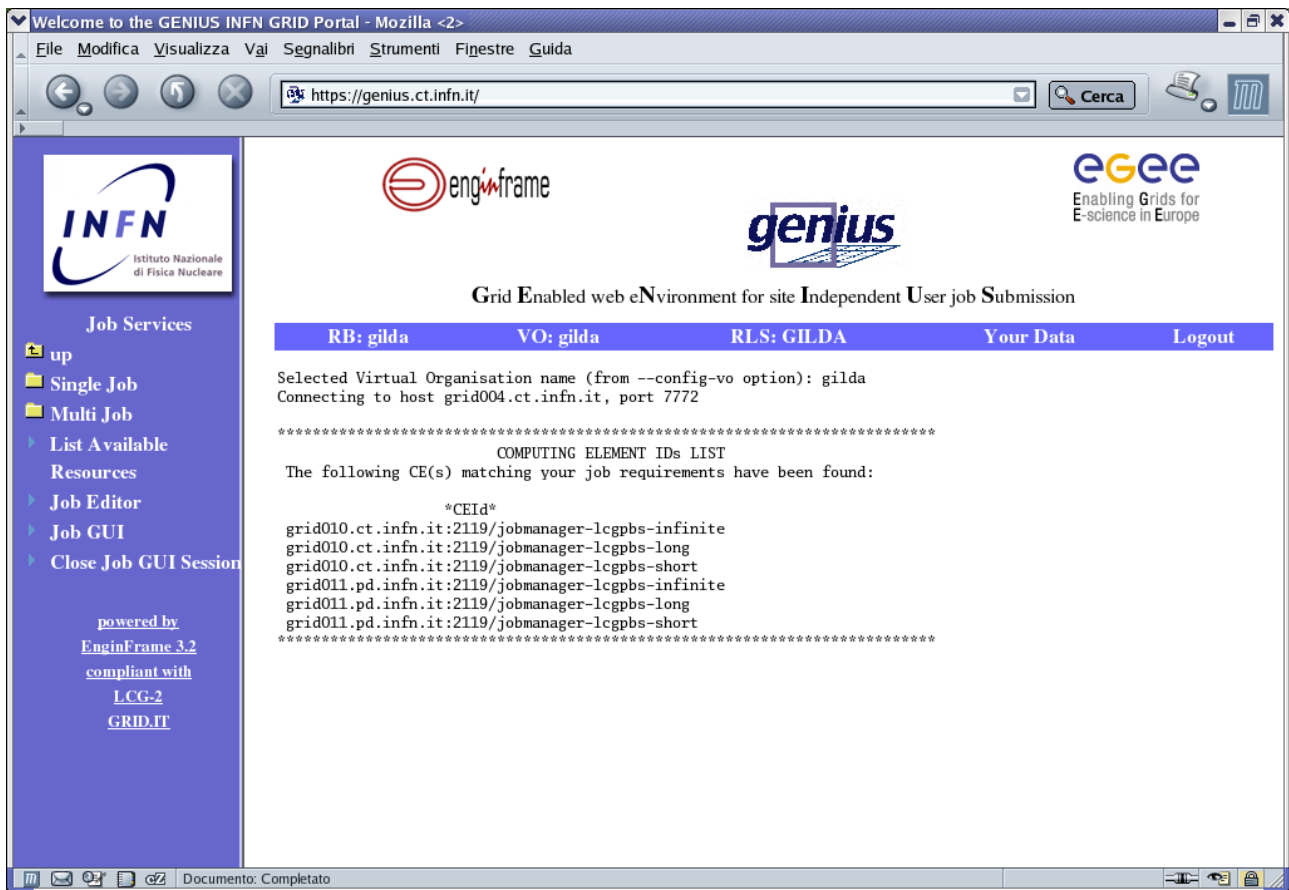 Welcome to the GENIUS INFN GRID Portal - Mozilla <2>
File Modifica Visualizza Vai Segnalibri Strumenti Finestre Guida
https://genius.ct.infn.it/
Cerca
INFN
Istituto Nazionale
di Fisica Nucleare
Job Services
up
Single Job
Multi Job
List Available
Resources
Job Editor
Job GUI
Close Job GUI Session
powered by
EnginFrame 3.2
compliant with
LCG-2
GRID.IT
enginframe
genius
eGee
Enabling Grids for
E-science in Europe
Grid Enabled web eNvironment for site Independent User job Submission
RB: gilda VO: gilda RLS: GILDA Your Data Logout
Selected Virtual Organisation name (from --config-vo option): gilda
Connecting to host grid004.ct.infn.it, port 7772
***************************************************************************
COMPUTING ELEMENT IDs LIST
The following CE(s) matching your job requirements have been found:
*CEId*
grid010.ct.infn.it:2119/jobmanager-lcgpbs-infinite
grid010.ct.infn.it:2119/jobmanager-lcgpbs-long
grid010.ct.infn.it:2119/jobmanager-lcgpbs-short
grid011.pd.infn.it:2119/jobmanager-lcgpbs-infinite
grid011.pd.infn.it:2119/jobmanager-lcgpbs-long
grid011.pd.infn.it:2119/jobmanager-lcgpbs-short
***************************************************************************
Documento: Completato